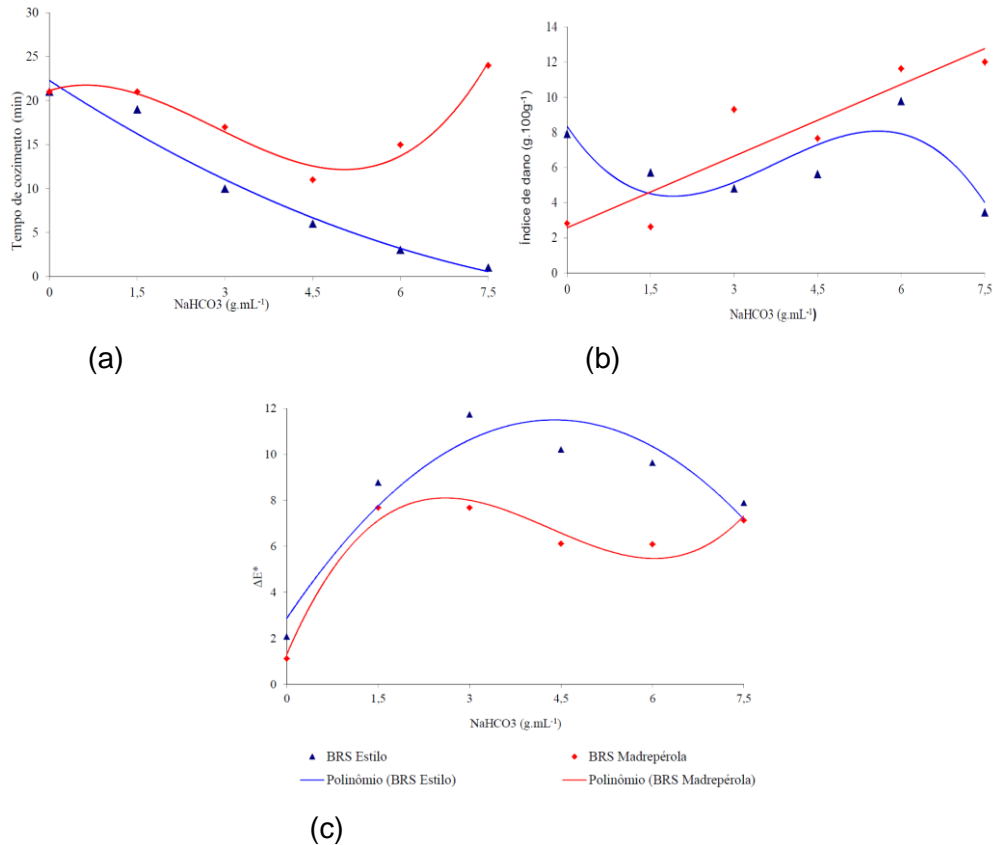 30
25
20
15
10
5
0
Tempo de cozimento (min)
0 1,5 3 4,5 6 7,5
NaHCO3 (g.mL⁻¹)
(a)
14
12
10
8
6
4
2
0
Índice de dano (g.100g⁻¹)
0 1,5 3 4,5 6 7,5
NaHCO3 (g.mL⁻¹)
(b)
12
10
8
6
4
2
0
ΔE*
0 1,5 3 4,5 6 7,5
NaHCO3 (g.mL⁻¹)
BRS Estilo BRS Madrepérola
Polinômio (BRS Estilo) Polinômio (BRS Madrepérola)
(c)